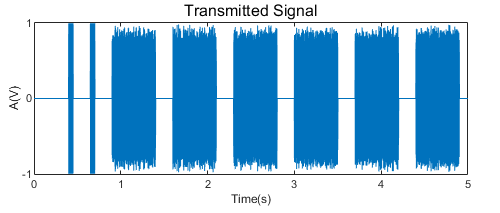 Transmitted Signal
1
0
-1
A(V)
0 1 2 3 4 5
Time(s)